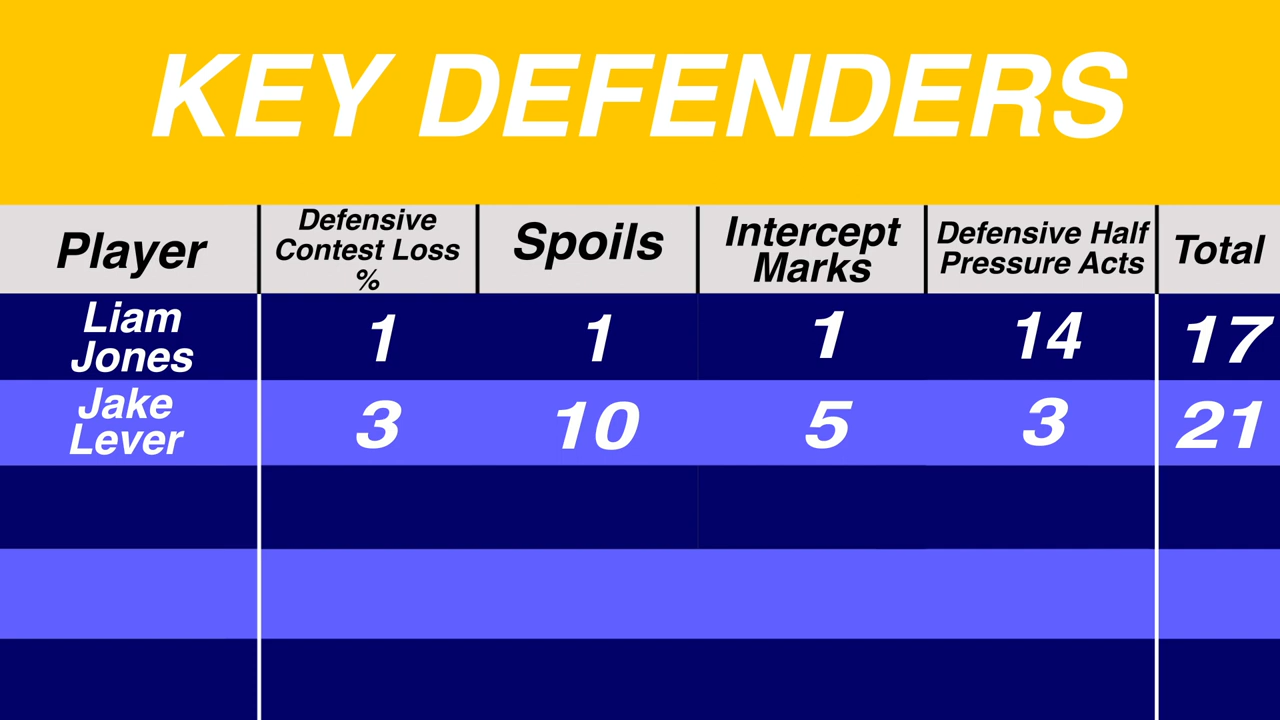 KEY DEFENDERS
Player
Defensive
Contest Loss
%
Spoils
Intercept
Marks
Defensive Half
Pressure Acts
Total
Liam
Jones
1
1
1
14
17
Jake
Lever
3
10
5
3
21